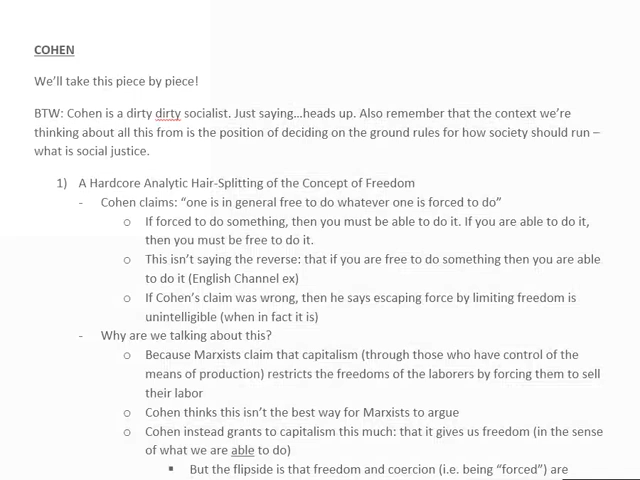 COHEN
We'll take this piece by piece!
BTW: Cohen is a dirty dirty socialist. Just saying…heads up. Also remember that the context we're
thinking about all this from is the position of deciding on the ground rules for how society should run –
what is social justice.
1) A Hardcore Analytic Hair-Splitting of the Concept of Freedom
- Cohen claims: "one is in general free to do whatever one is forced to do"
o If forced to do something, then you must be able to do it. If you are able to do it,
then you must be free to do it.
o This isn't saying the reverse: that if you are free to do something then you are able
to do it (English Channel ex)
o If Cohen's claim was wrong, then he says escaping force by limiting freedom is
unintelligible (when in fact it is)
- Why are we talking about this?
o Because Marxists claim that capitalism (through those who have control of the
means of production) restricts the freedoms of the laborers by forcing them to sell
their labor
o Cohen thinks this isn't the best way for Marxists to argue
o Cohen instead grants to capitalism this much: that it gives us freedom (in the sense
of what we are able to do)
▪ But the flipside is that freedom and coercion (i.e. being "forced") are